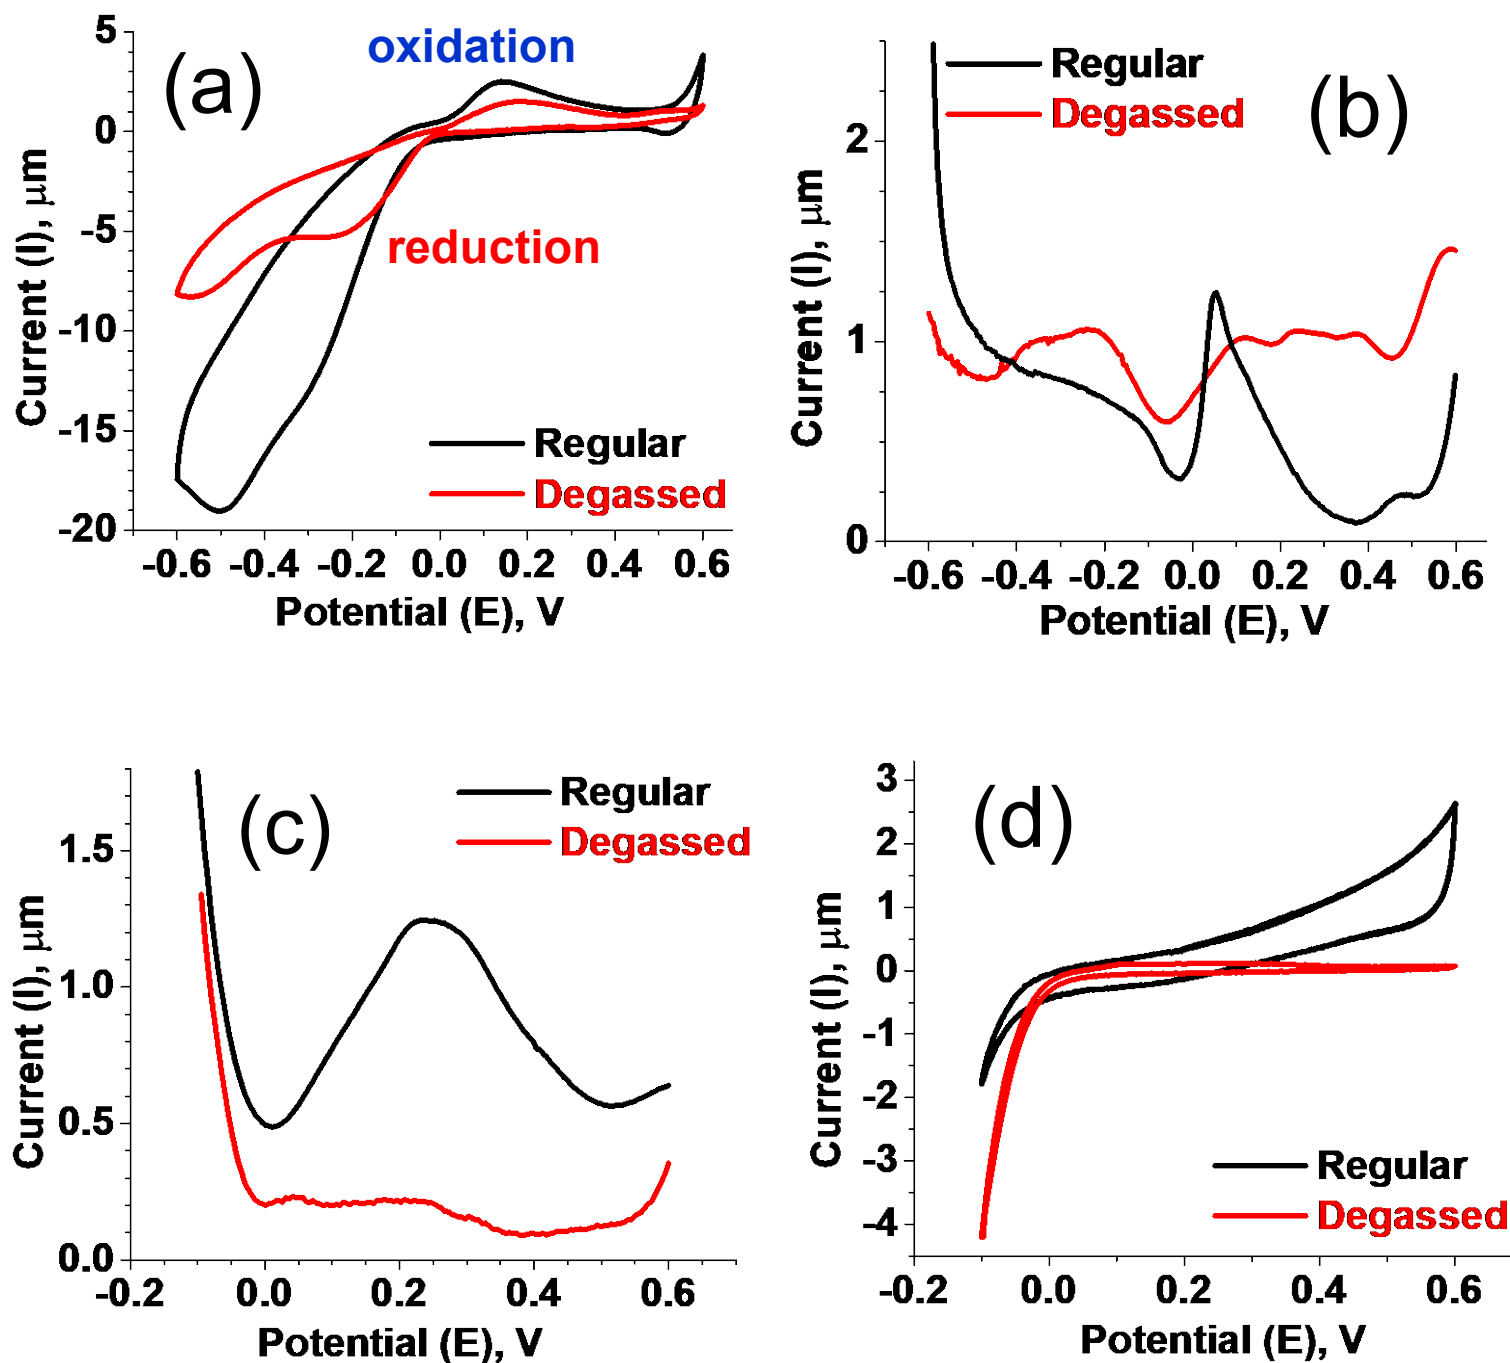 (a)
oxidation
reduction
Regular
Degassed
5
0
-5
-10
-15
-20
Current (I), μm
-0.6 -0.4 -0.2 0.0 0.2 0.4 0.6
Potential (E), V
(b)
Regular
Degassed
2
1
0
Current (I), μm
-0.6 -0.4 -0.2 0.0 0.2 0.4 0.6
Potential (E), V
(c)
Regular
Degassed
1.5
1.0
0.5
0.0
Current (I), μm
-0.2 0.0 0.2 0.4 0.6
Potential (E), V
(d)
3
2
1
0
-1
-2
-3
-4
Current (I), μm
Regular
Degassed
-0.2 0.0 0.2 0.4 0.6
Potential (E), V